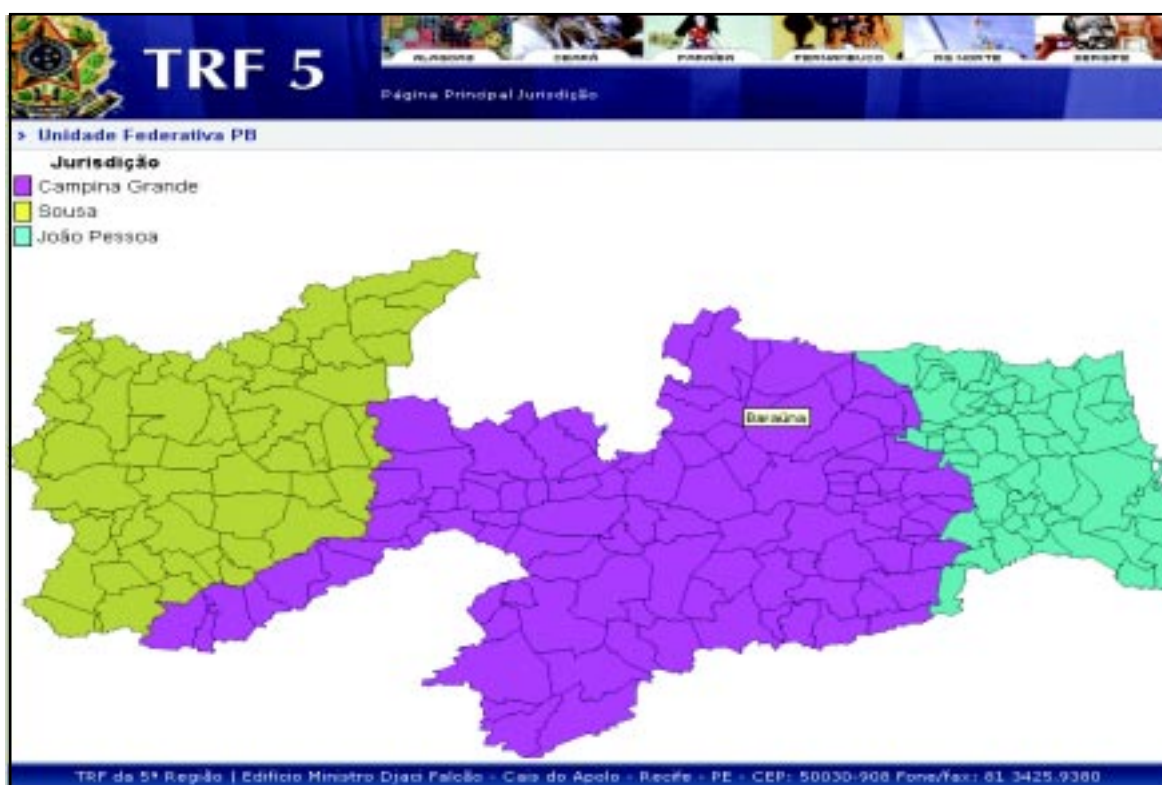 TRF 5
ALAGOAS CEARÁ PARAÍBA PERNAMBUCO RG NORTE SERGIPE
Página Principal Jurisdição
> Unidade Federativa PB
Jurisdição
Campina Grande
Sousa
João Pessoa
Baraúna
TRF da 5ª Região | Edifício Ministro Djaci Falcão - Cais do Apolo - Recife - PE - CEP: 50030-908 Fone/fax: 81 3425.9380